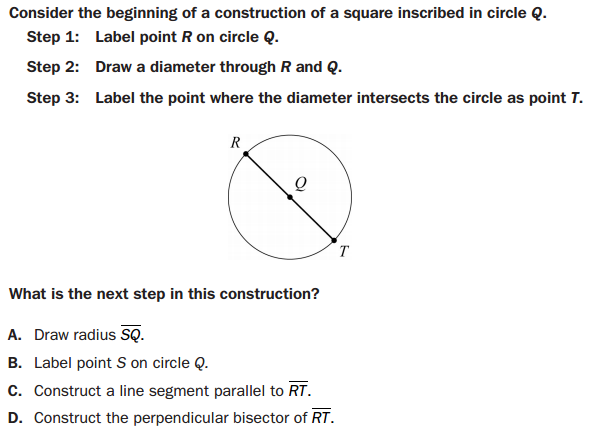 Consider the beginning of a construction of a square inscribed in circle Q.
Step 1: Label point R on circle Q.
Step 2: Draw a diameter through R and Q.
Step 3: Label the point where the diameter intersects the circle as point T.
R
Q
T
What is the next step in this construction?
A. Draw radius S̅Q̅.
B. Label point S on circle Q.
C. Construct a line segment parallel to R̅T̅.
D. Construct the perpendicular bisector of R̅T̅.